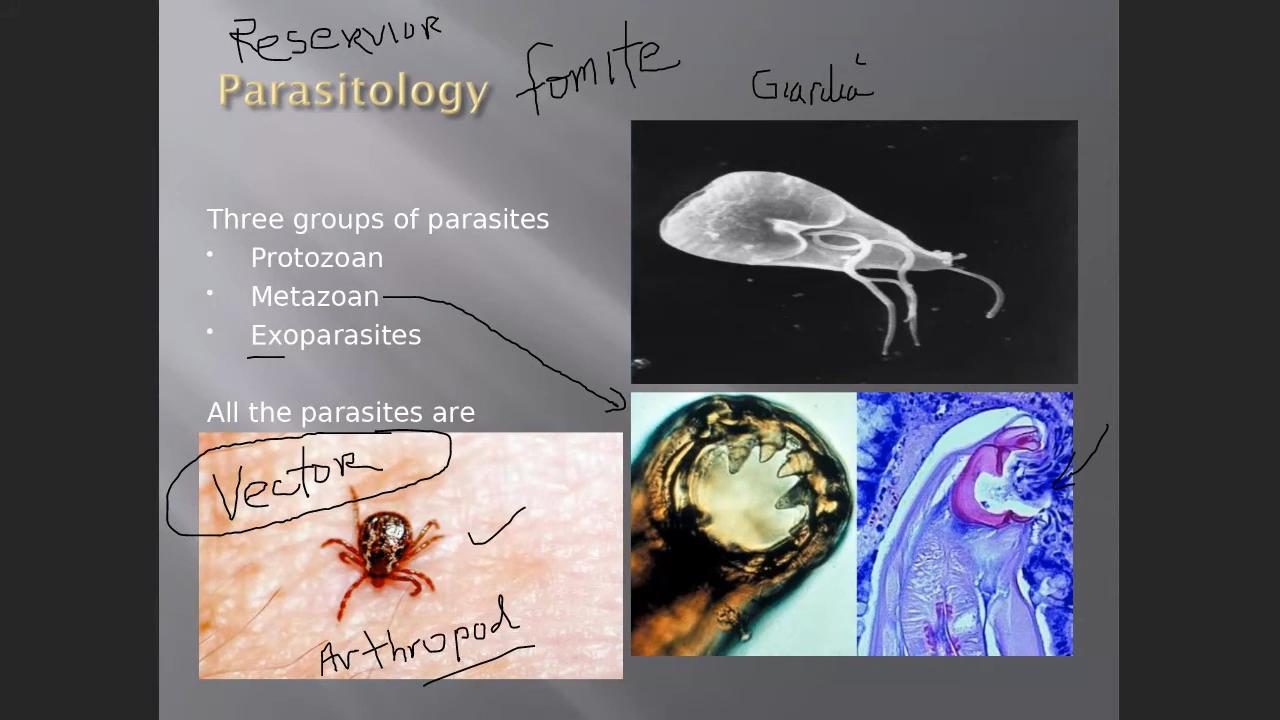 Reservior
fomite
Giardia
Parasitology
Three groups of parasites
• Protozoan
• Metazoan
• Exoparasites
All the parasites are
Vector
Arthropod